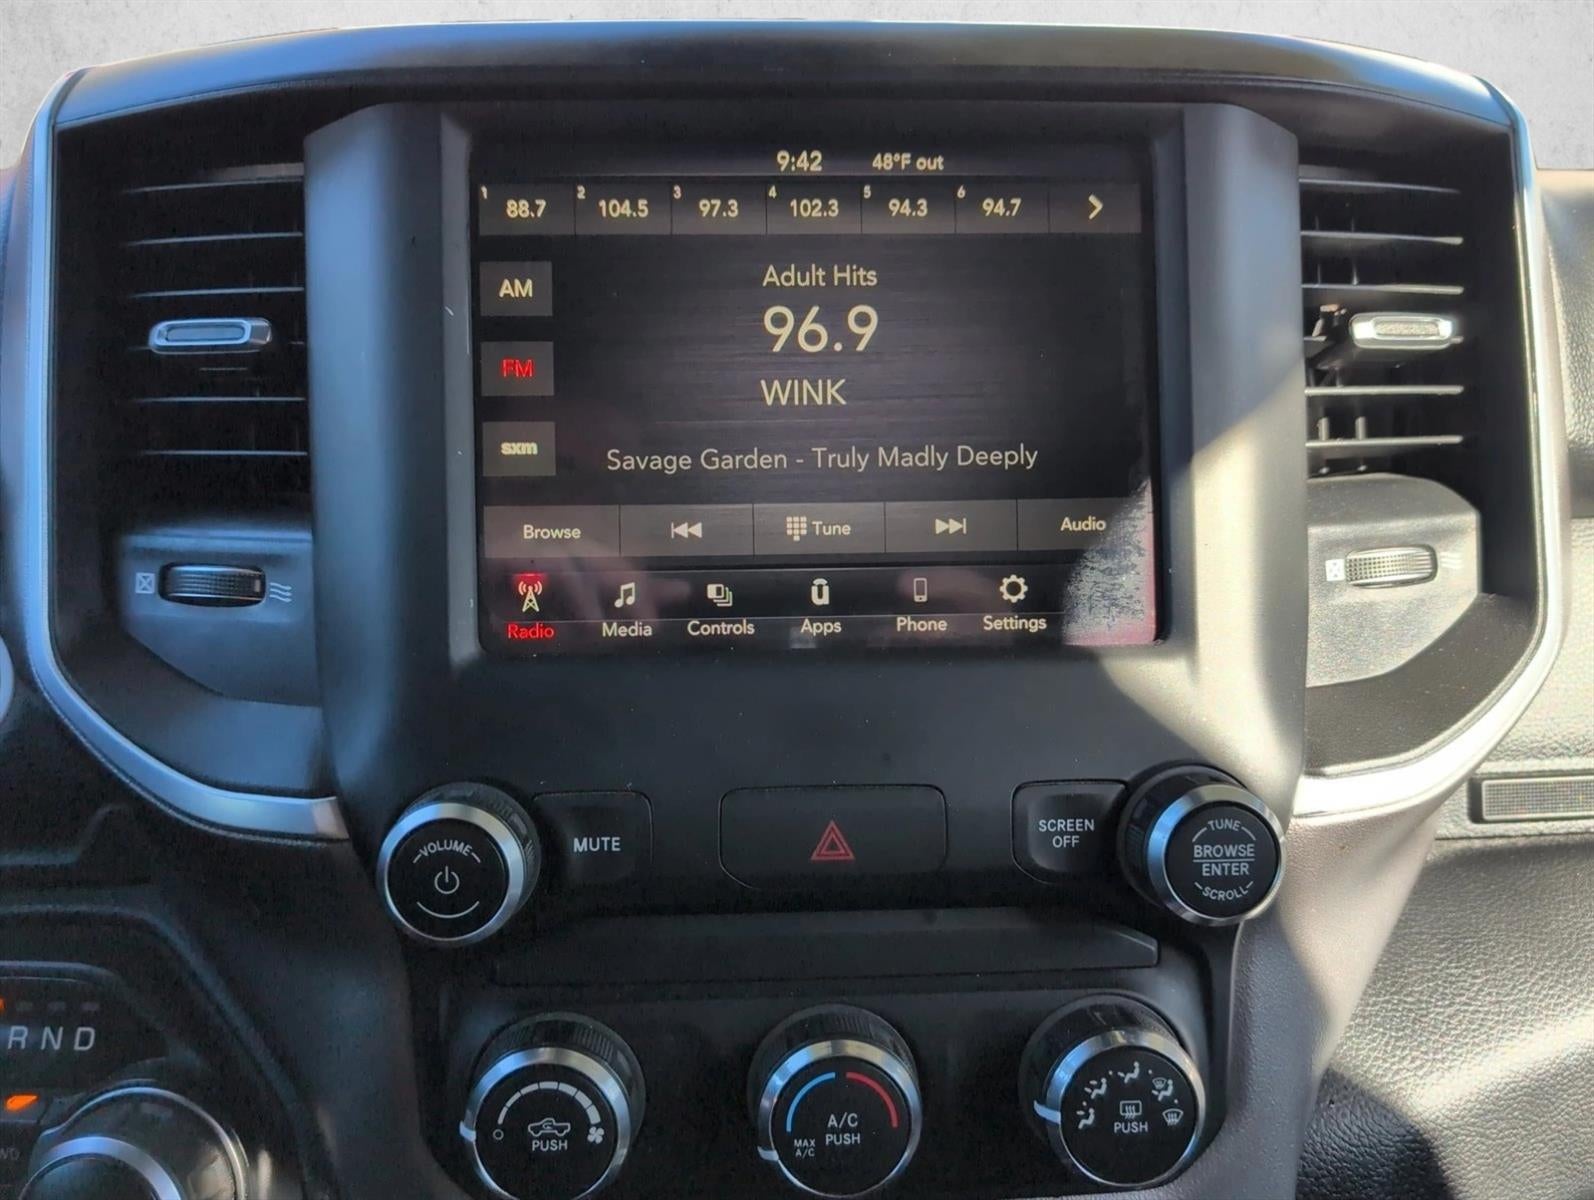 9:42 48°F out
1 88.7 2 104.5 3 97.3 4 102.3 5 94.3 6 94.7
Adult Hits
AM
96.9
FM
WINK
sxm
Savage Garden - Truly Madly Deeply
Browse Tune Audio
Radio Media Controls Apps Phone Settings
VOLUME
MUTE
SCREEN
OFF
TUNE
BROWSE
ENTER
SCROLL
R N D
PUSH
A/C
PUSH
MAX
A/C
PUSH